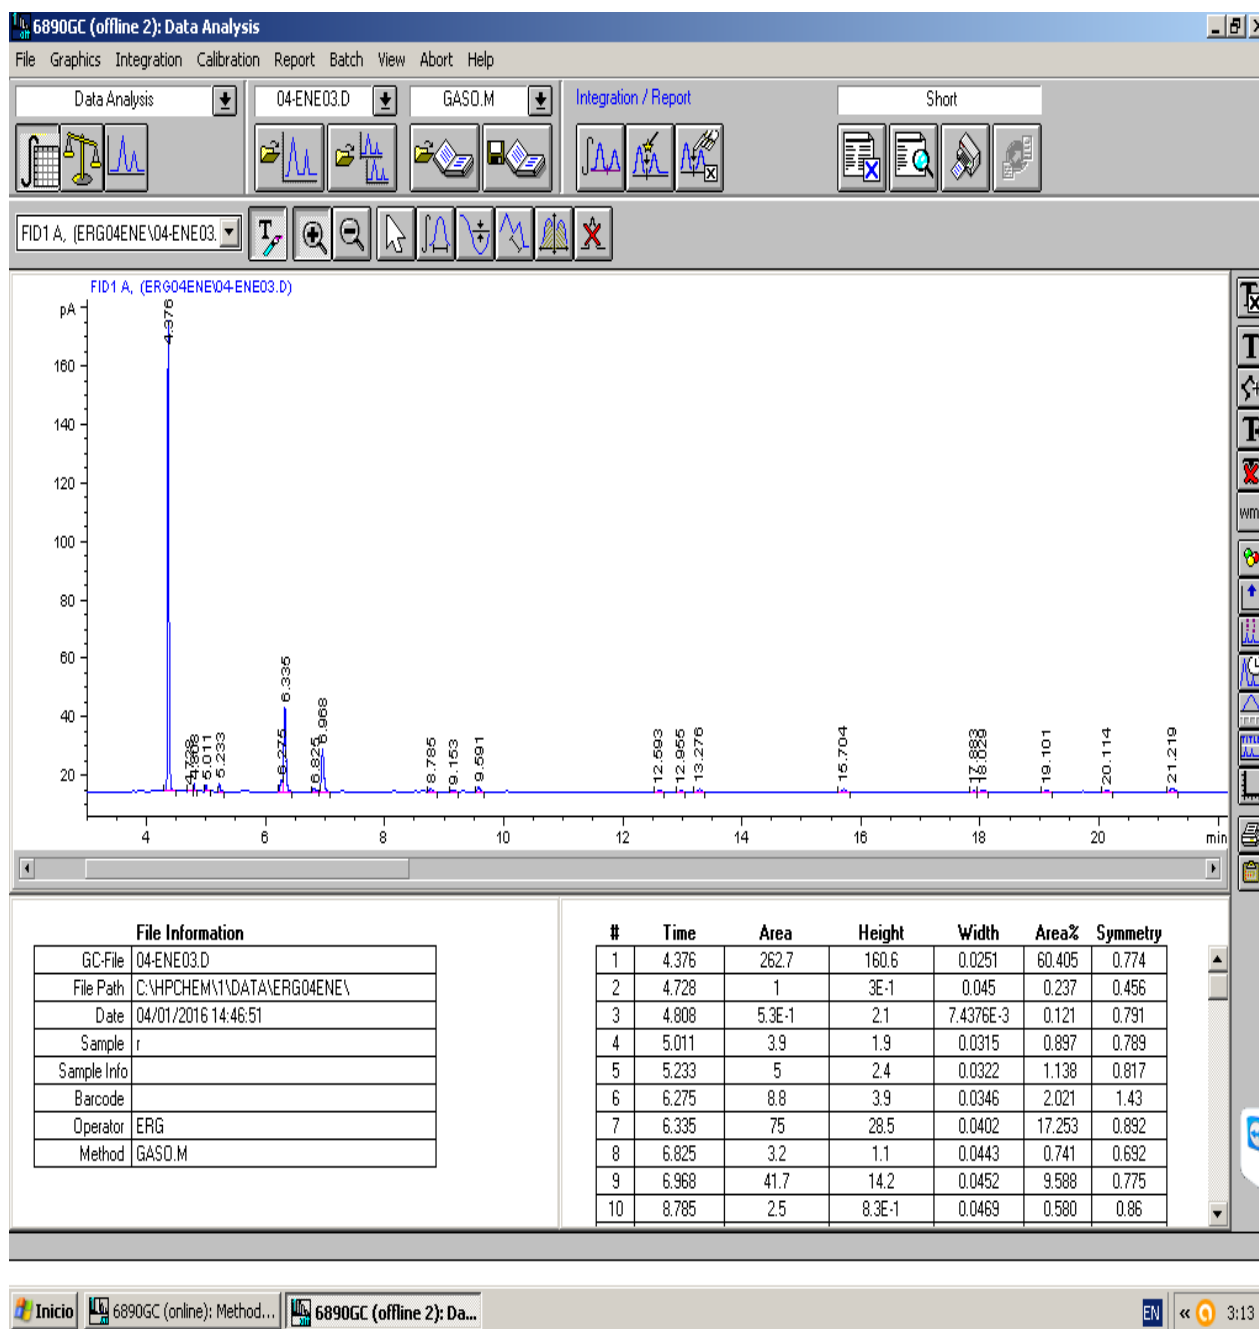 6890GC (offline 2): Data Analysis
File Graphics Integration Calibration Report Batch View Abort Help
Data Analysis 04-ENE03.D GASO.M Integration / Report Short
FID1 A, (ERG04ENE\04-ENE03.
FID1 A, (ERG04ENE\04-ENE03.D)
pA
160
140
120
100
80
60
40
20
4.376
4.728
4.808
5.011
5.233
6.275
6.335
6.825
6.968
8.785
9.153
9.591
12.593
12.955
13.276
15.704
18.029
19.101
20.114
21.219
4 6 8 10 12 14 16 18 20 min
File Information
GC-File 04-ENE03.D
File Path C:\HPCHEM\1\DATA\ERG04ENE\
Date 04/01/2016 14:46:51
Sample r
Sample Info
Barcode
Operator ERG
Method GASO.M
# Time Area Height Width Area% Symmetry
1 4.376 262.7 160.6 0.0251 60.405 0.774
2 4.728 1 3E-1 0.045 0.237 0.456
3 4.808 5.3E-1 2.1 7.4376E-3 0.121 0.791
4 5.011 3.9 1.9 0.0315 0.897 0.789
5 5.233 5 2.4 0.0322 1.138 0.817
6 6.275 8.8 3.9 0.0346 2.021 1.43
7 6.335 75 28.5 0.0402 17.253 0.892
8 6.825 3.2 1.1 0.0443 0.741 0.692
9 6.968 41.7 14.2 0.0452 9.588 0.775
10 8.785 2.5 8.3E-1 0.0469 0.580 0.86
Inicio 6890GC (online): Method... 6890GC (offline 2): Da... EN « 3:13